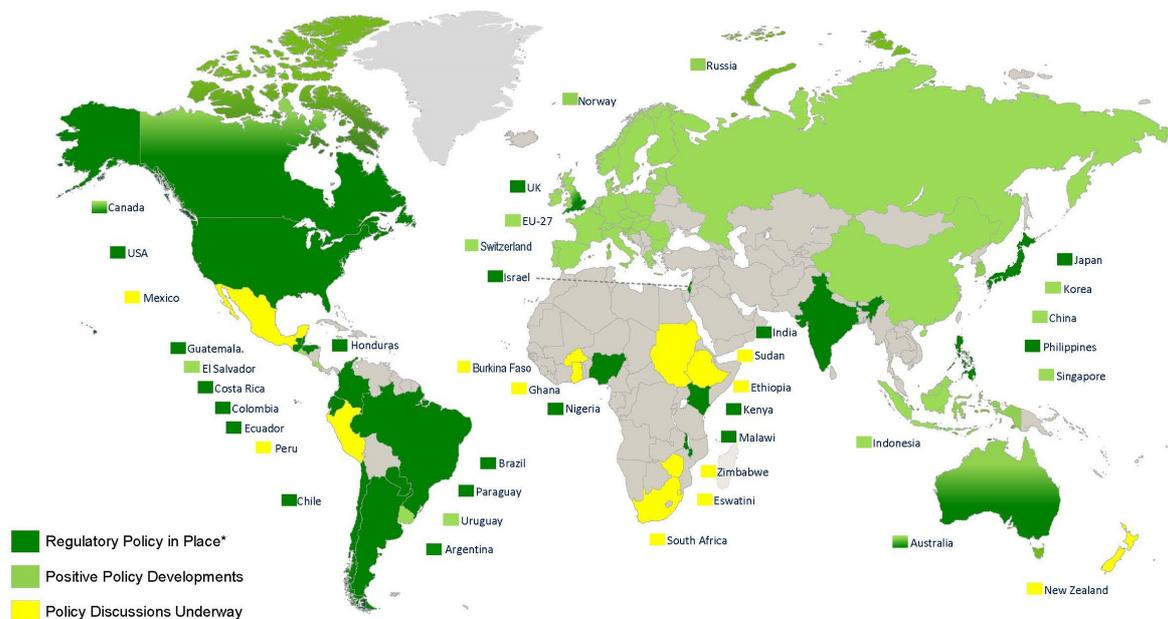 Russia
Norway
UK
Canada
EU-27
Switzerland
USA
Israel
Japan
Mexico
Korea
China
India
Honduras
Guatemala.
Philippines
Sudan
El Salvador
Burkina Faso
Singapore
Costa Rica
Ghana
Ethiopia
Colombia
Nigeria
Kenya
Ecuador
Malawi
Indonesia
Peru
Brazil
Zimbabwe
Paraguay
Chile
Eswatini
Uruguay
South Africa
Regulatory Policy in Place*
Australia
Argentina
Positive Policy Developments
New Zealand
Policy Discussions Underway